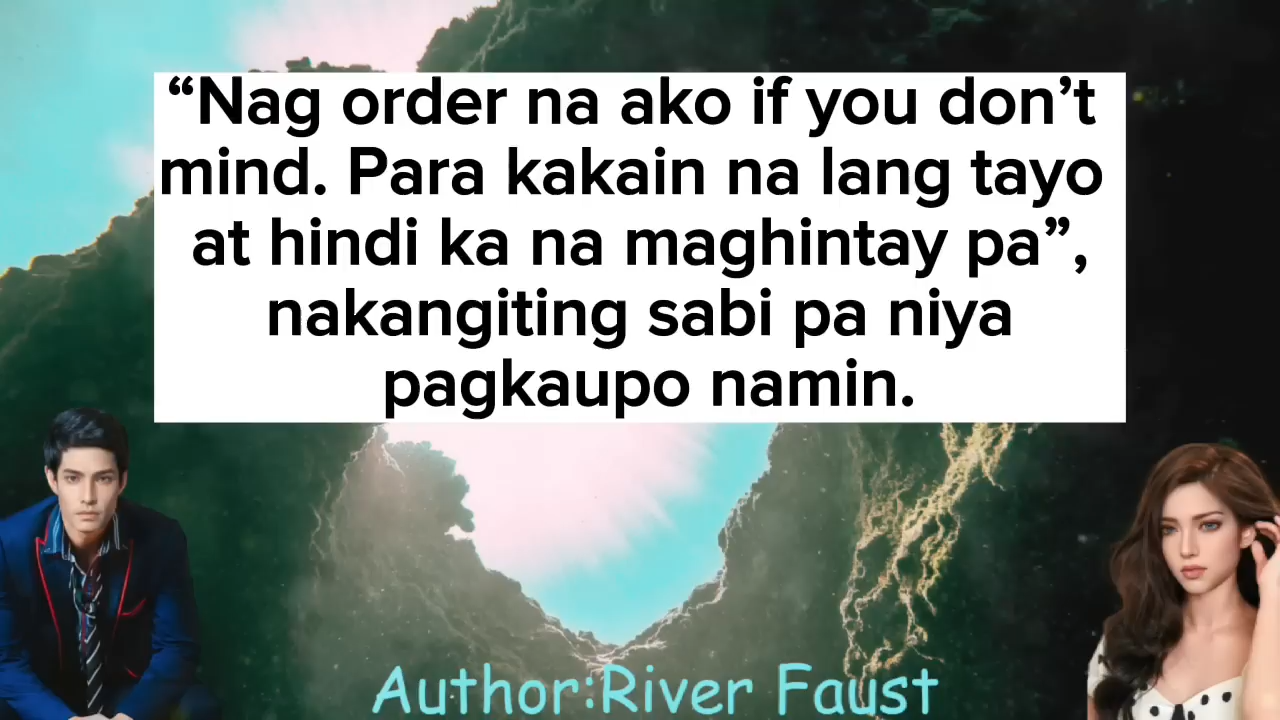 “Nag order na ako if you don’t
mind. Para kakain na lang tayo
at hindi ka na maghintay pa”,
nakangiting sabi pa niya
pagkaupo namin.
Author:River Faust